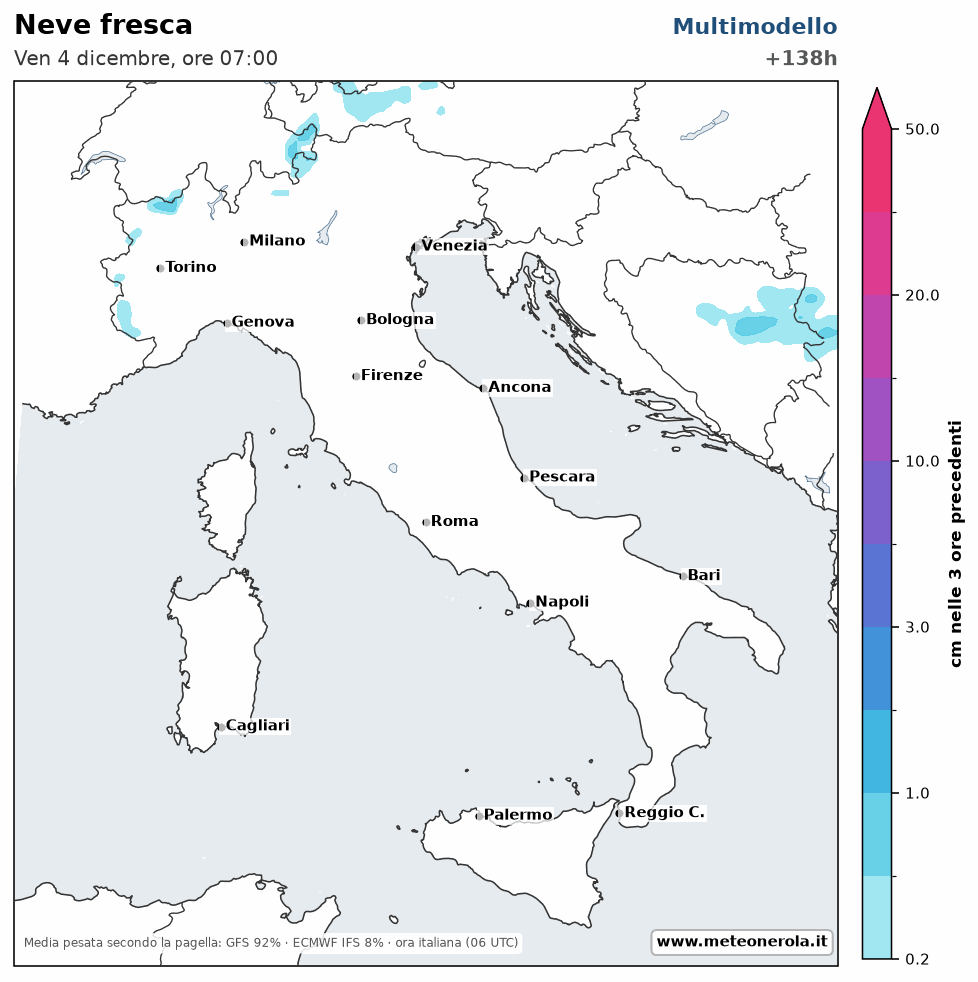 Neve fresca
Multimodello
Ven 4 dicembre, ore 07:00
+138h
50.0
20.0
10.0
3.0
1.0
0.2
cm nelle 3 ore precedenti
Milano
Venezia
Torino
Genova
Bologna
Firenze
Ancona
Pescara
Roma
Bari
Napoli
Cagliari
Palermo
Reggio C.
Media pesata secondo la pagella: GFS 92% · ECMWF IFS 8% · ora italiana (06 UTC)
www.meteonerola.it